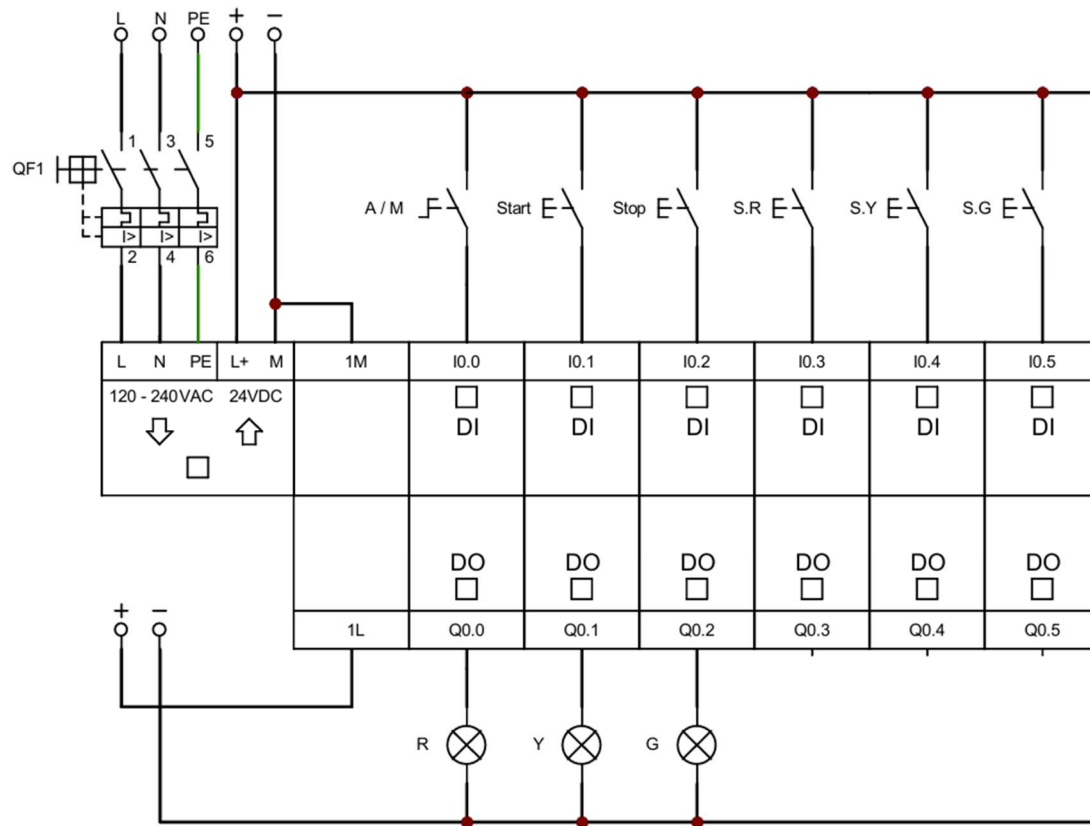 L N PE + −
1 3 5
QF1
I> I> I>
2 4 6
A / M Start Stop S.R S.Y S.G
L N PE L+ M 1M I0.0 I0.1 I0.2 I0.3 I0.4 I0.5
120 - 240VAC 24VDC
DI DI DI DI DI DI
DO DO DO DO DO DO
+ −
1L Q0.0 Q0.1 Q0.2 Q0.3 Q0.4 Q0.5
R Y G